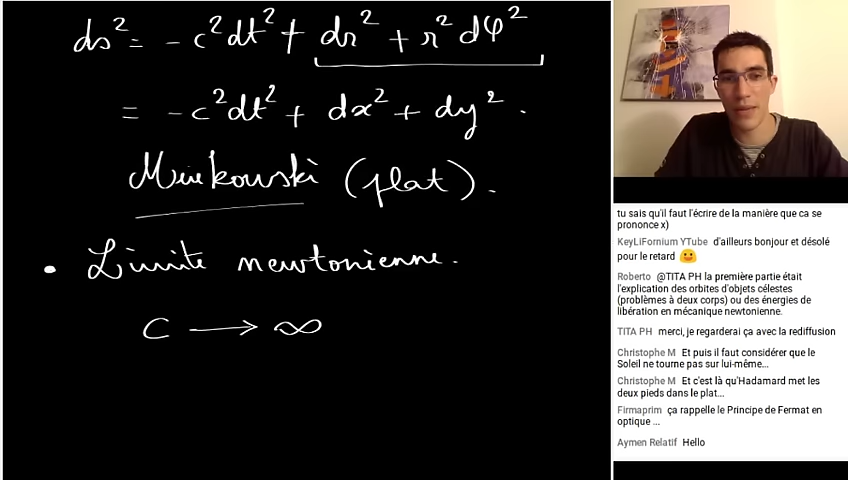 ds² = - c²dt² + dr² + r² dφ²
= - c²dt² + dx² + dy² .
Minkowski (plat).
• Limite newtonienne.
c ⟶ ∞
tu sais qu'il faut l'écrire de la manière que ca se
prononce x)
KeyLiFornium YTube d'ailleurs bonjour et désolé
pour le retard 🙂
Roberto @TITA PH la première partie était
l'explication des orbites d'objets célestes
(problèmes à deux corps) ou des énergies de
libération en mécanique newtonienne.
TITA PH merci, je regarderai ça avec la rediffusion
Christophe M Et puis il faut considérer que le
Soleil ne tourne pas sur lui-même...
Christophe M Et c'est là qu'Hadamard met les
deux pieds dans le plat...
Firmaprim ça rappelle le Principe de Fermat en
optique ...
Aymen Relatif Hello